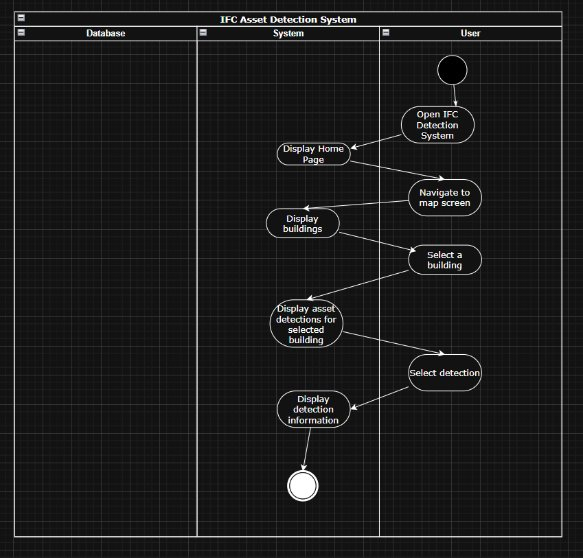 IFC Asset Detection System
Database
System
User
Open IFC
Detection
System
Display Home
Page
Navigate to
map screen
Display
buildings
Select a
building
Display asset
detections for
selected
building
Select detection
Display
detection
information